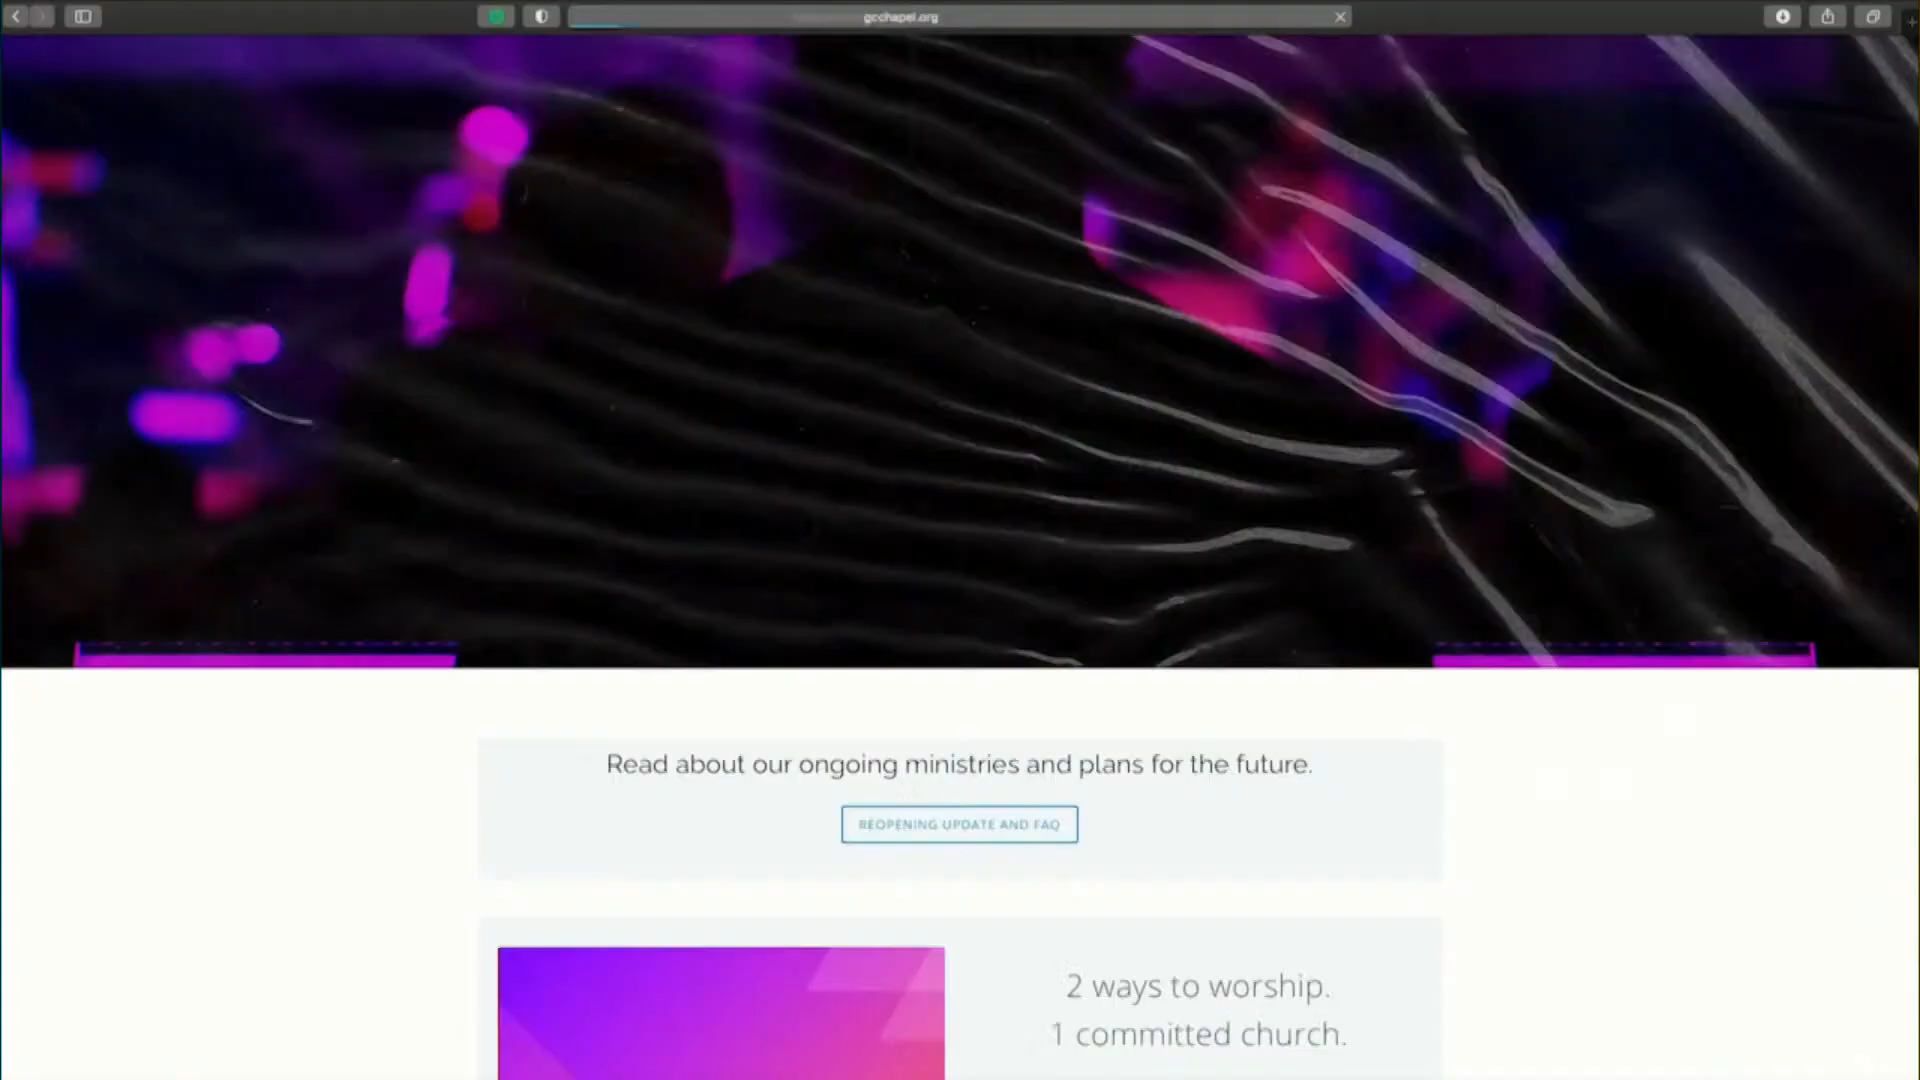 gcchapel.org
Read about our ongoing ministries and plans for the future.
REOPENING UPDATE AND FAQ
2 ways to worship.
1 committed church.